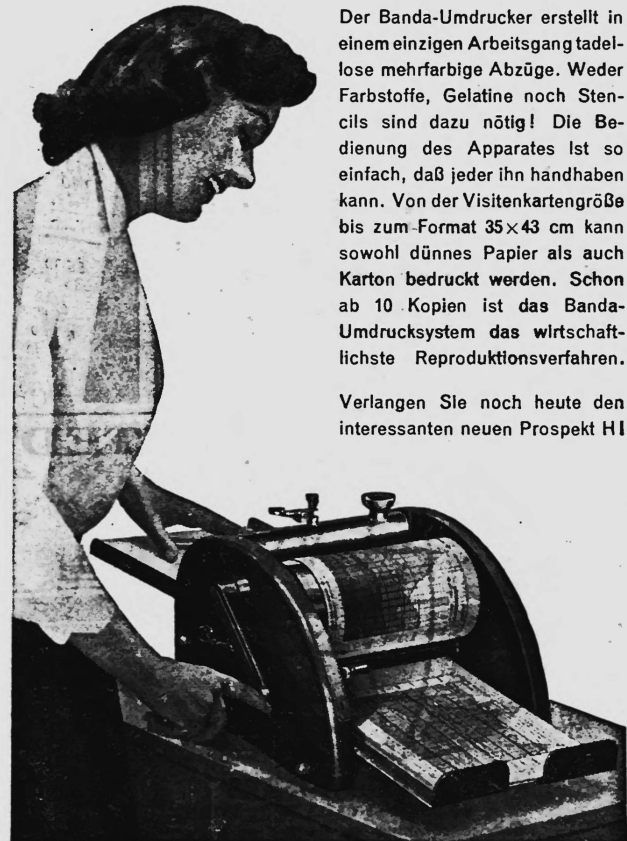 Der Banda-Umdrucker erstellt in
einem einzigen Arbeitsgang tadel-
lose mehrfarbige Abzüge. Weder
Farbstoffe, Gelatine noch Sten-
cils sind dazu nötig! Die Be-
dienung des Apparates ist so
einfach, daß jeder ihn handhaben
kann. Von der Visitenkartengröße
bis zum Format 35×43 cm kann
sowohl dünnes Papier als auch
Karton bedruckt werden. Schon
ab 10 Kopien ist das Banda-
Umdrucksystem das wirtschaft-
lichste Reproduktionsverfahren.
Verlangen Sie noch heute den
interessanten neuen Prospekt HI